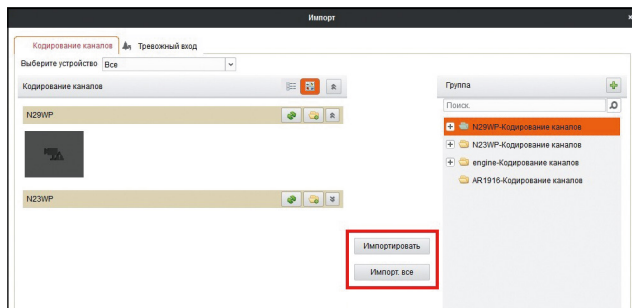 Импорт
Кодирование каналов
Тревожный вход
Выберите устройство Все
Кодирование каналов
N29WP
N23WP
Импортировать
Импорт. все
Группа
Поиск.
N29WP-Кодирование каналов
N23WP-Кодирование каналов
engine-Кодирование каналов
AR1916-Кодирование каналов